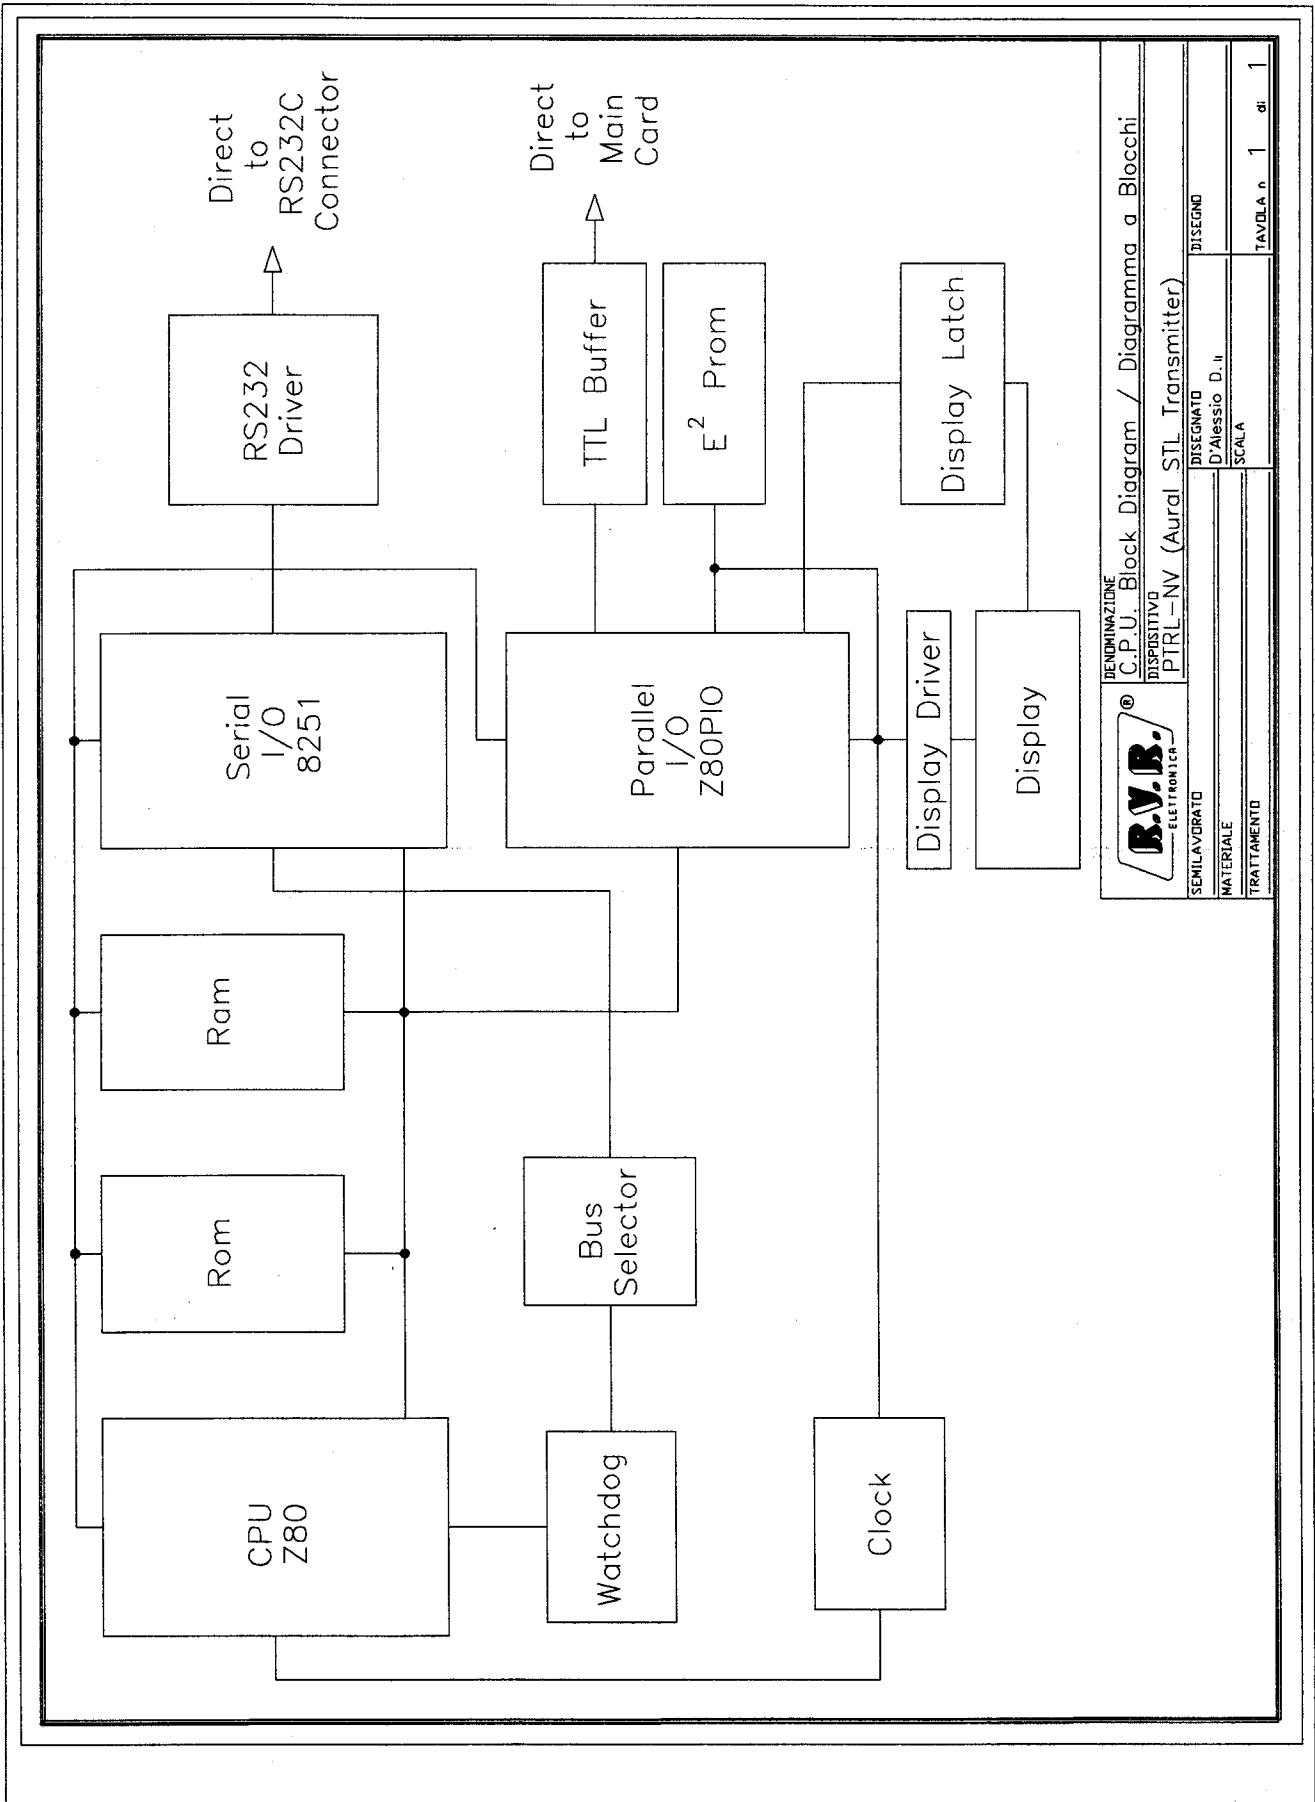 CPU
Z80
Rom
Ram
Serial
I/O
8251
RS232
Driver
Direct
to
RS232C
Connector
Watchdog
Bus
Selector
Parallel
I/O
Z80PIO
TTL Buffer
Direct
to
Main
Card
E² Prom
Clock
Display Driver
Display
Display Latch
R.V.R.®
ELETTRONICA
DENOMINAZIONE
C.P.U. Block Diagram / Diagramma a Blocchi
DISPOSITIVO
PTRL-NV (Aural STL Transmitter)
SEMILAVORATO
DISEGNATO
D'Alessio D.
DISEGNO
MATERIALE
SCALA
TRATTAMENTO
TAVOLA n 1 di 1